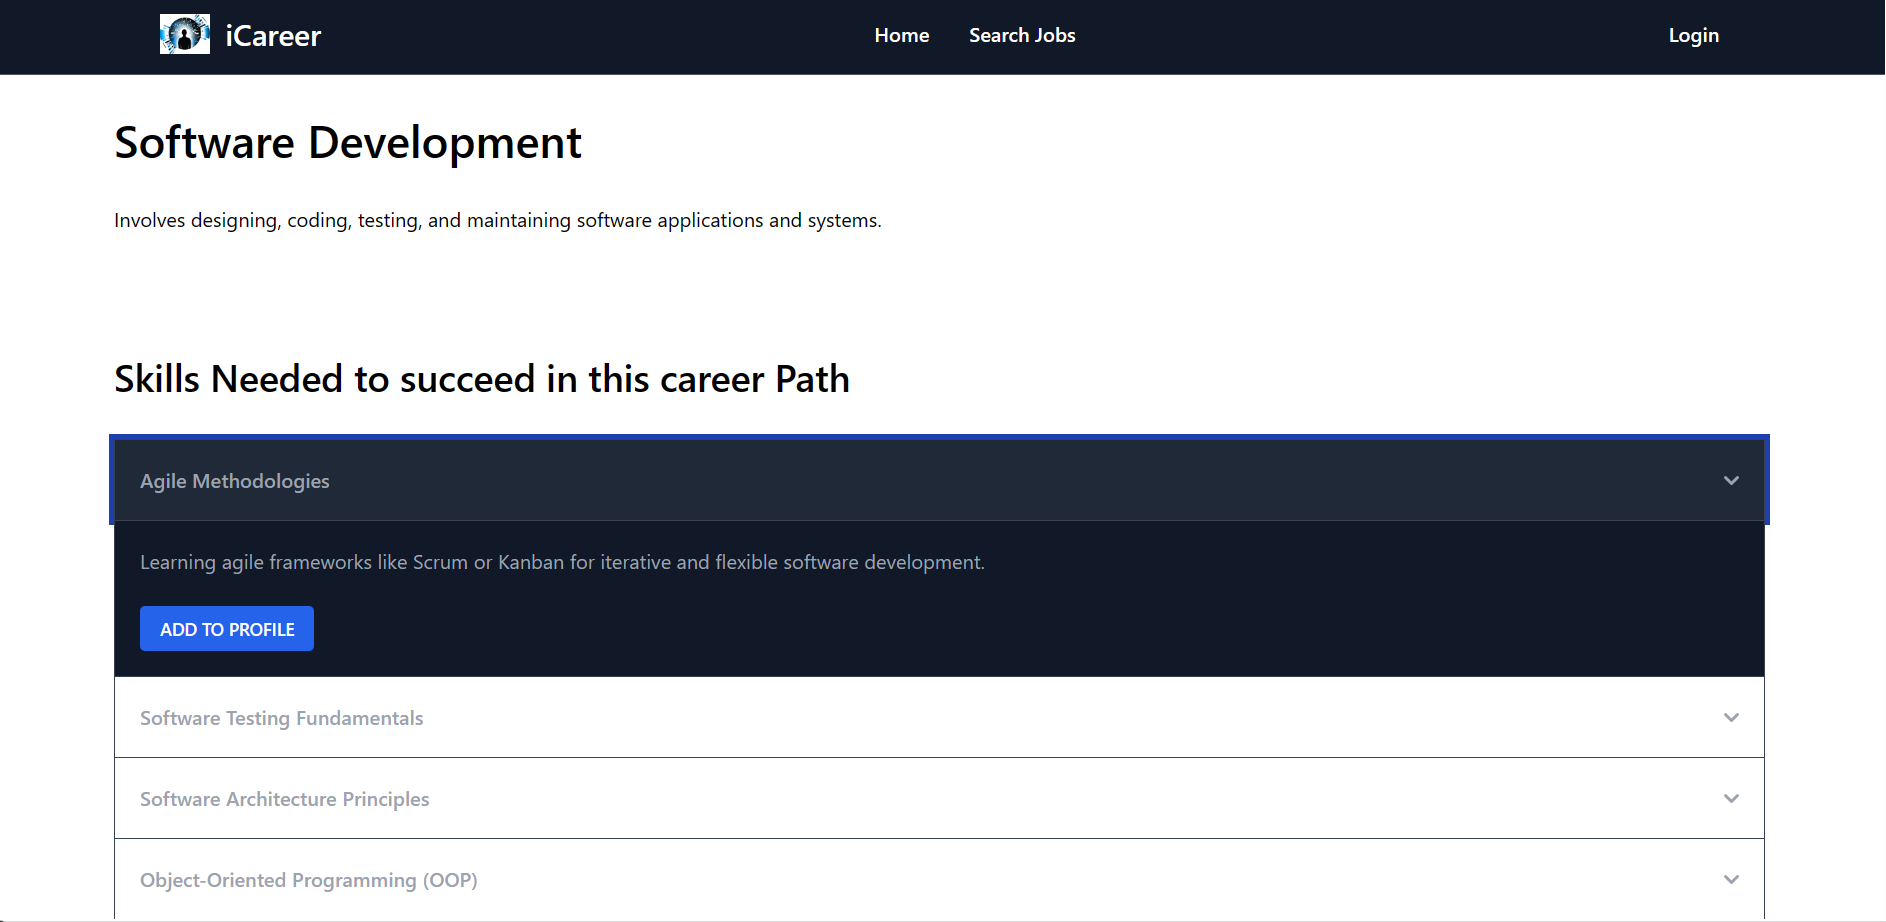 iCareer
Home
Search Jobs
Login
Software Development
Involves designing, coding, testing, and maintaining software applications and systems.
Skills Needed to succeed in this career Path
Agile Methodologies
Learning agile frameworks like Scrum or Kanban for iterative and flexible software development.
ADD TO PROFILE
Software Testing Fundamentals
Software Architecture Principles
Object-Oriented Programming (OOP)